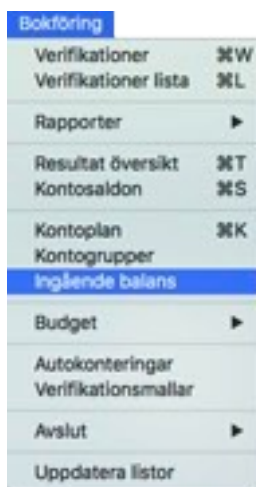 Bokföring
Verifikationer ⌘W
Verifikationer lista ⌘L
Rapporter ▶
Resultat översikt ⌘T
Kontosaldon ⌘S
Kontoplan ⌘K
Kontogrupper
Ingående balans
Budget ▶
Autokonteringar
Verifikationsmallar
Avslut ▶
Uppdatera listor